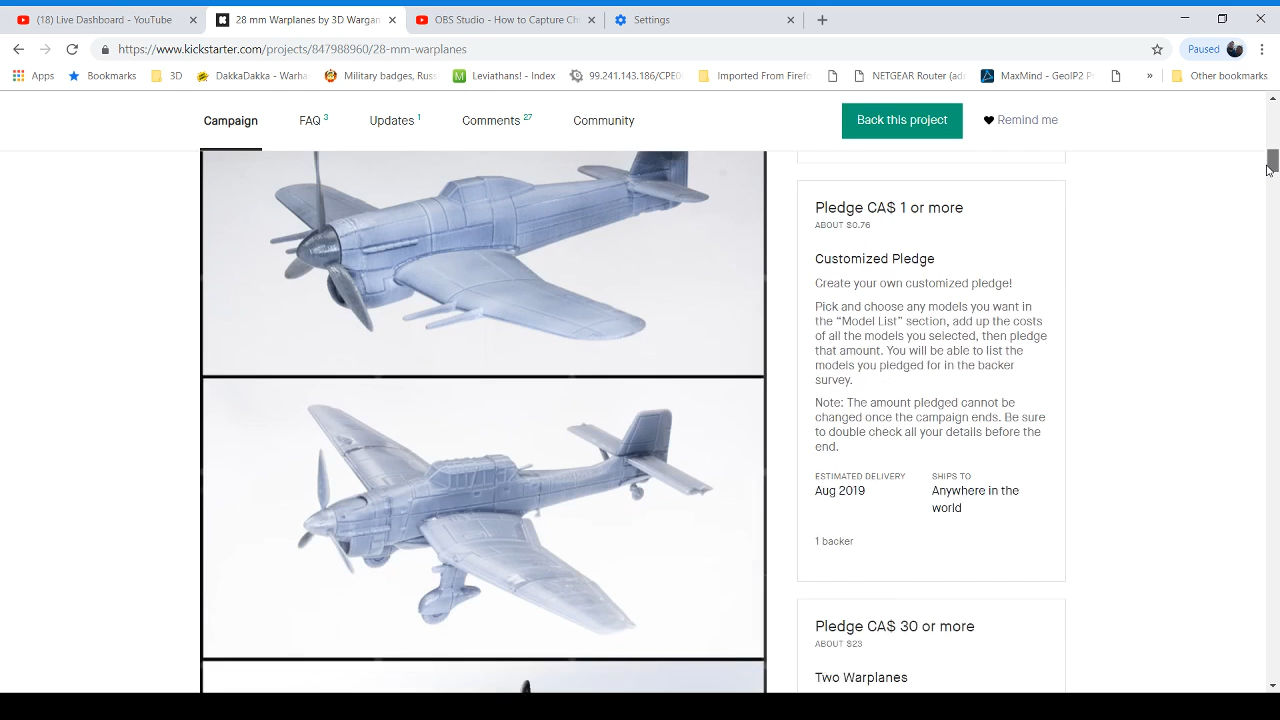 (18) Live Dashboard - YouTube
28 mm Warplanes by 3D Wargam
OBS Studio - How to Capture Ch
Settings
https://www.kickstarter.com/projects/847988960/28-mm-warplanes
Paused
Apps
Bookmarks
3D
DakkaDakka - Warha
Military badges, Russ
Leviathans! - Index
99.241.143.186/CPE0
Imported From Firefo
NETGEAR Router (ad
MaxMind - GeoIP2 P
»
Other bookmarks
Campaign
FAQ 3
Updates 1
Comments 27
Community
Back this project
Remind me
Pledge CA$ 1 or more
ABOUT $0.76
Customized Pledge
Create your own customized pledge!
Pick and choose any models you want in
the “Model List” section, add up the costs
of all the models you selected, then pledge
that amount. You will be able to list the
models you pledged for in the backer
survey.
Note: The amount pledged cannot be
changed once the campaign ends. Be sure
to double check all your details before the
end.
ESTIMATED DELIVERY
Aug 2019
SHIPS TO
Anywhere in the
world
1 backer
Pledge CA$ 30 or more
ABOUT $23
Two Warplanes